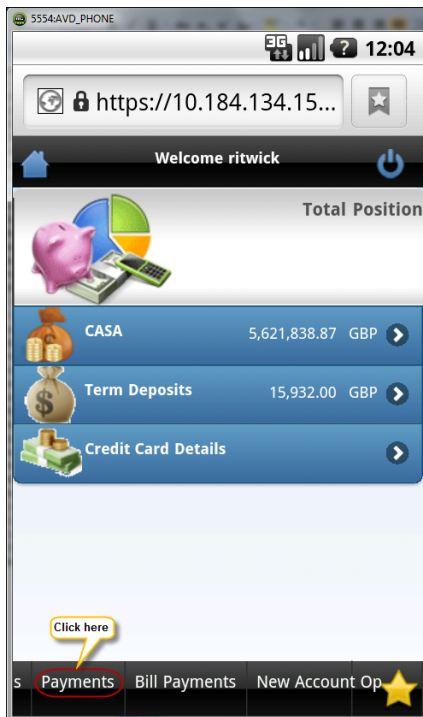 5554:AVD_PHONE
3G ? 12:04
https://10.184.134.15...
Welcome ritwick
Total Position
CASA 5,621,838.87 GBP
Term Deposits 15,932.00 GBP
Credit Card Details
Click here
s Payments Bill Payments New Account Op